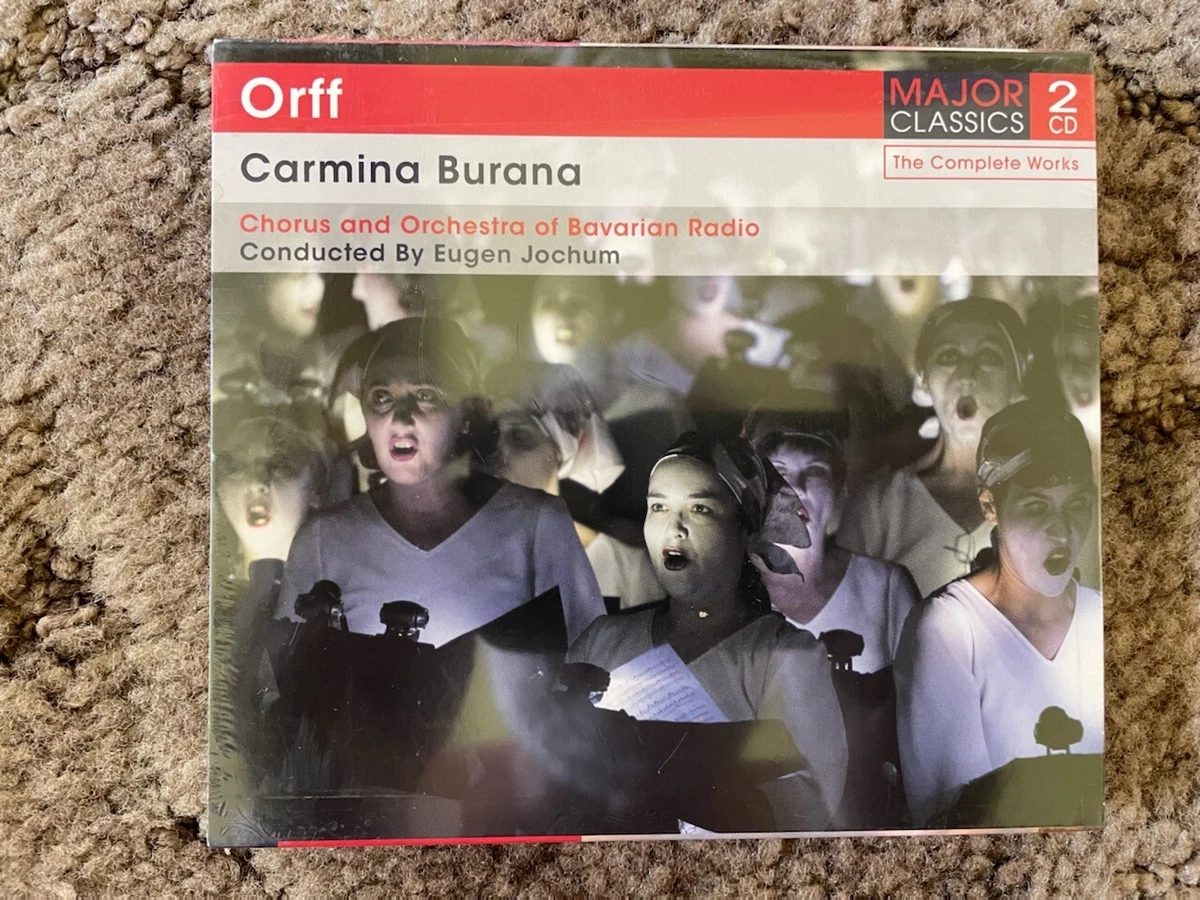 Orff
MAJOR
CLASSICS
2
CD
The Complete Works
Carmina Burana
Chorus and Orchestra of Bavarian Radio
Conducted By Eugen Jochum